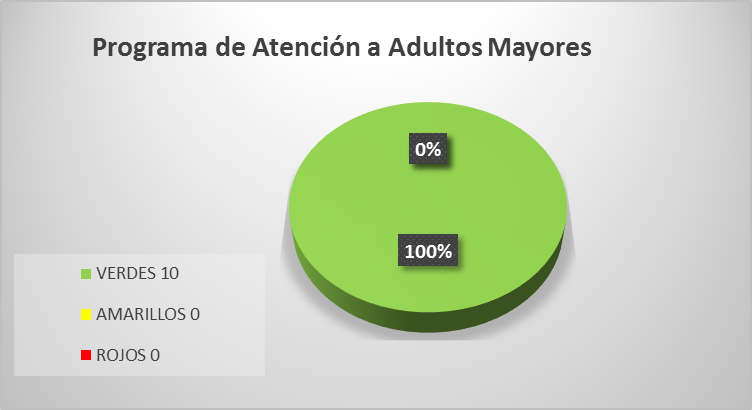 Programa de Atención a Adultos Mayores
0%
100%
VERDES 10
AMARILLOS 0
ROJOS 0